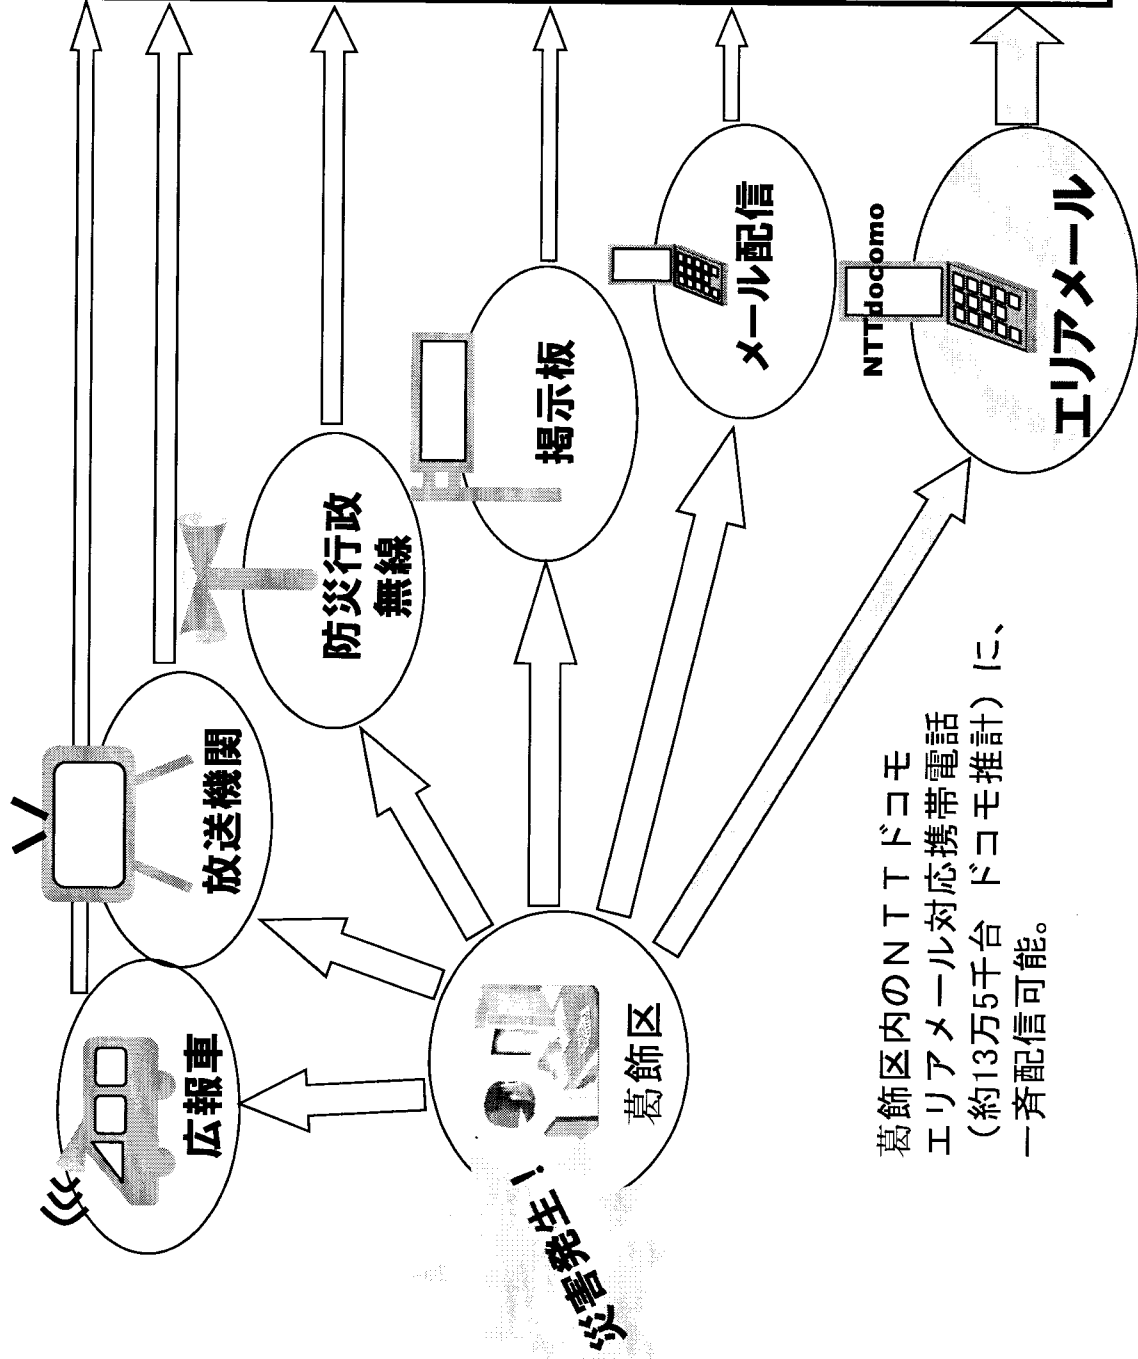 広報車
放送機関
防災行政
無線
掲示板
メール配信
NTTdocomo
エリアメール
災害発生！
葛飾区
葛飾区内のＮＴＴドコモ
エリアメール対応携帯電話
（約13万5千台　ドコモ推計）に、
一斉配信可能。